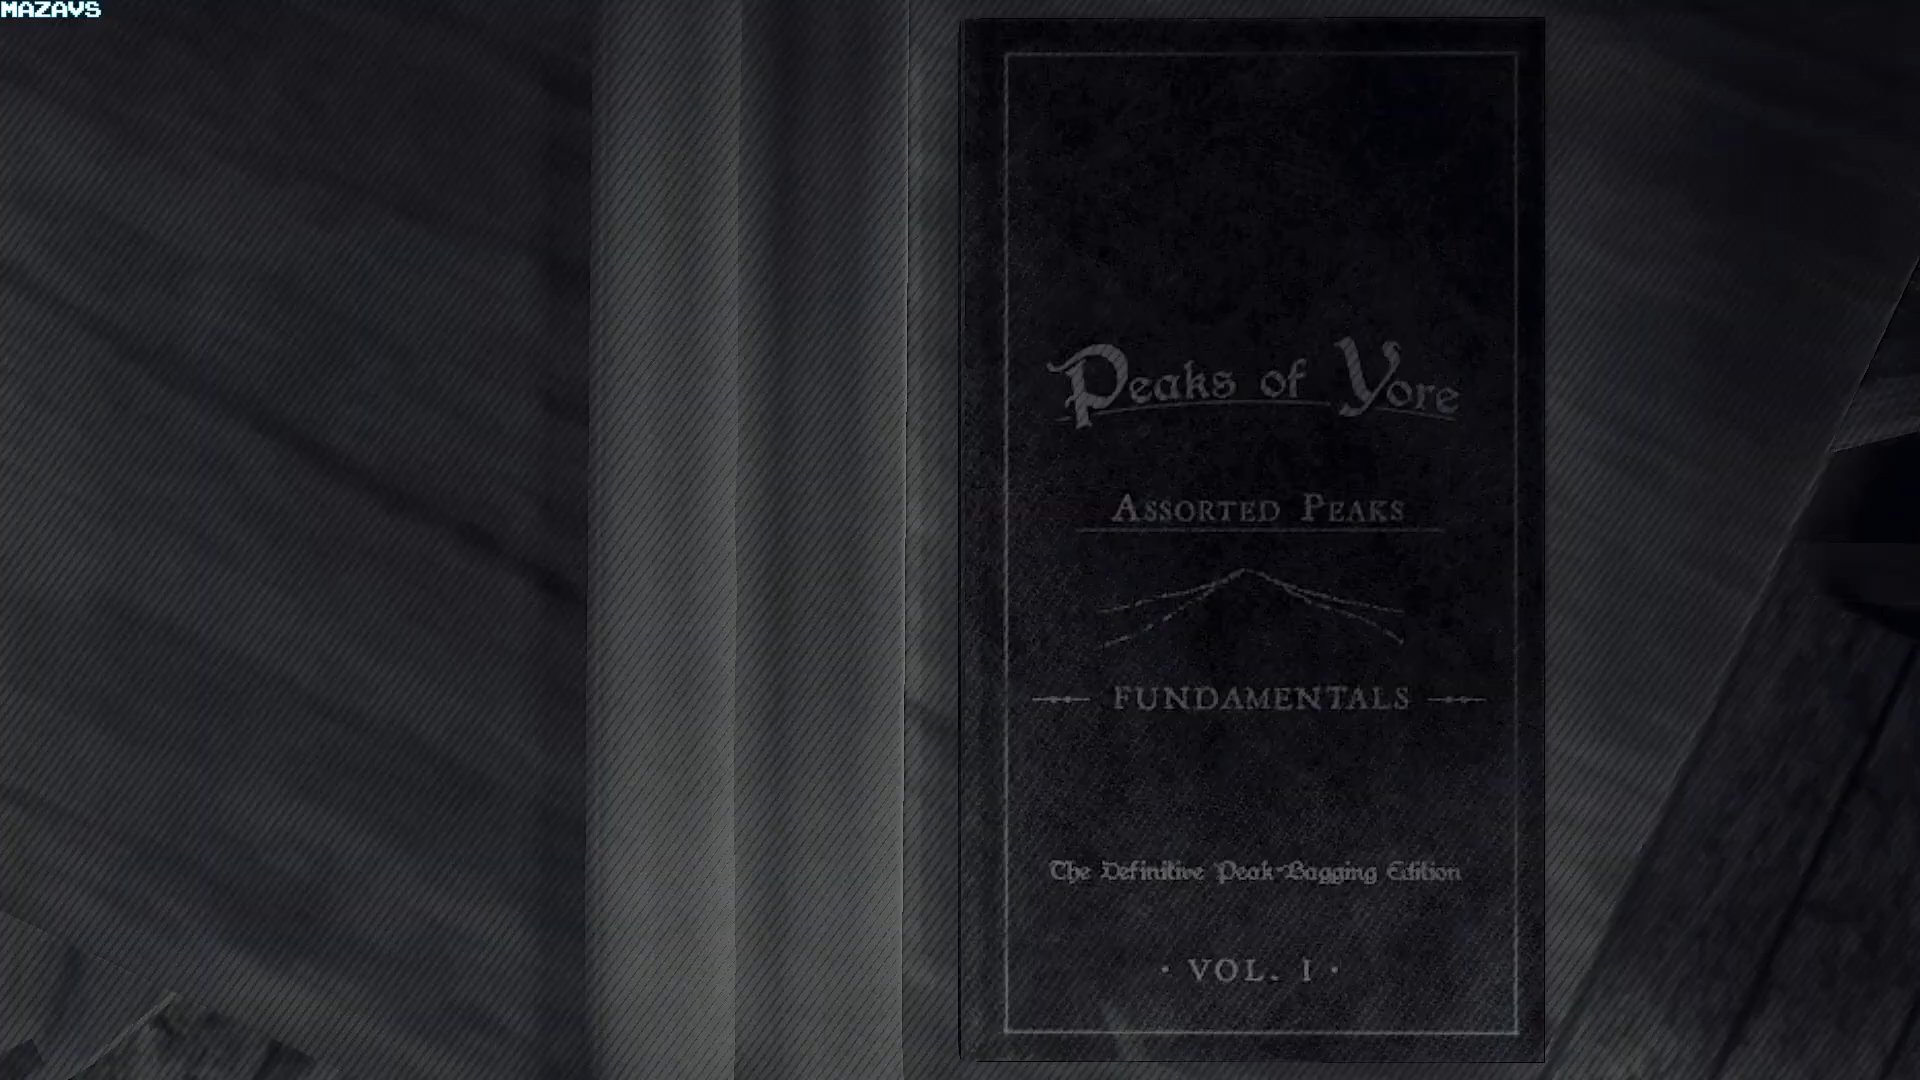 MAZAVS
Peaks of Yore
ASSORTED PEAKS
FUNDAMENTALS
The Definitive Peak-Bagging Edition
· VOL. I ·